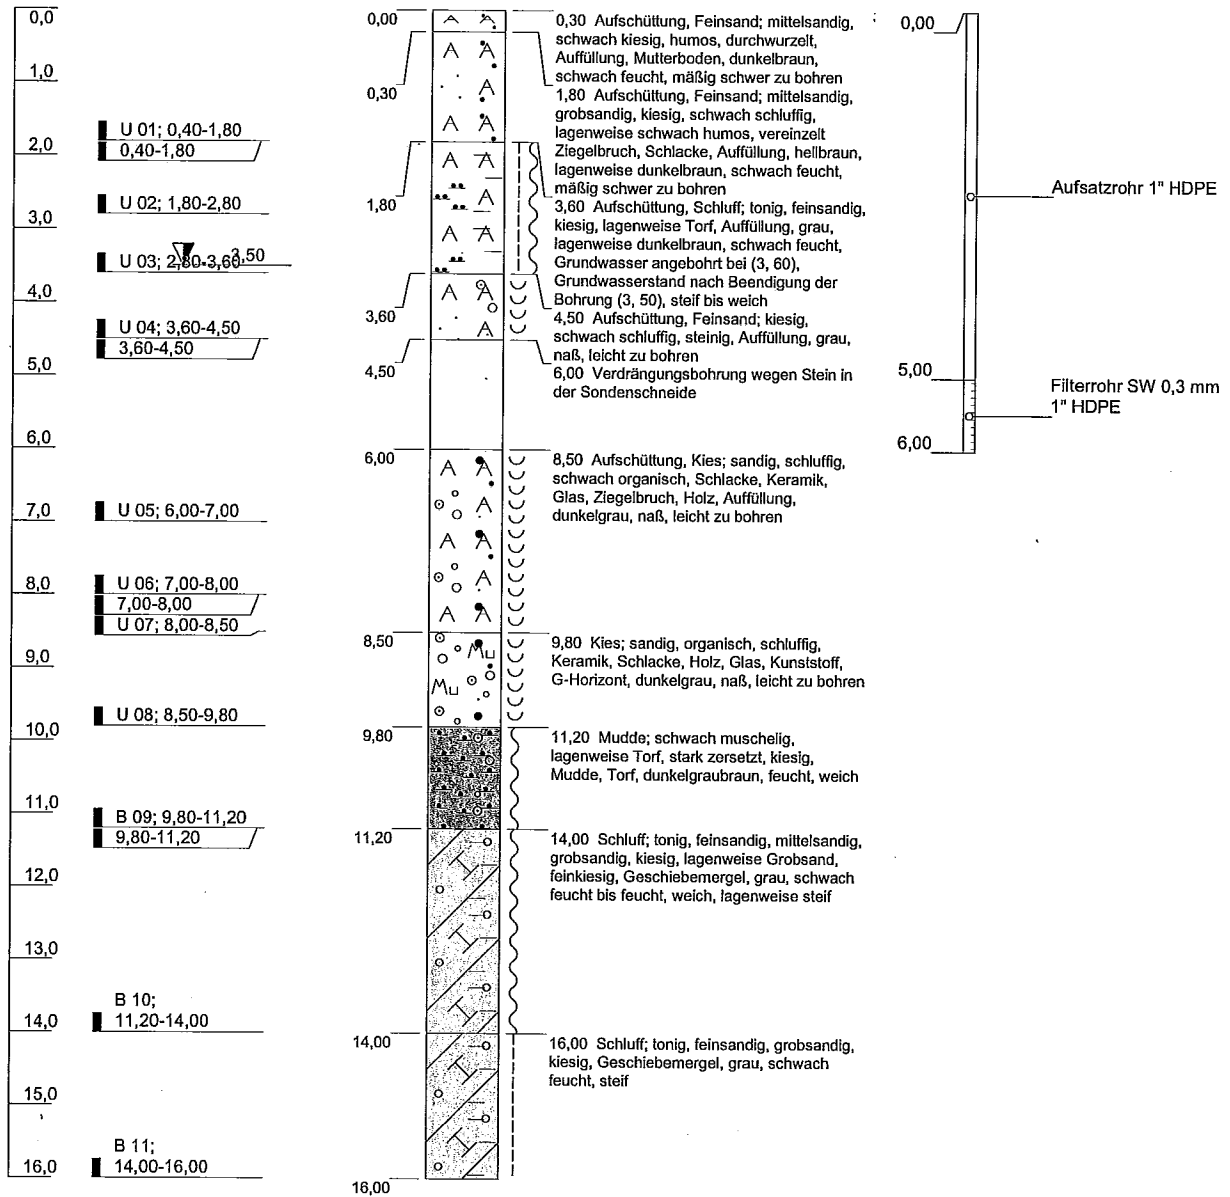 0,0
1,0
2,0
3,0
4,0
5,0
6,0
7,0
8,0
9,0
10,0
11,0
12,0
13,0
14,0
15,0
16,0
U 01; 0,40-1,80
0,40-1,80
U 02; 1,80-2,80
3,50
U 03; 2,80-3,60
U 04; 3,60-4,50
3,60-4,50
U 05; 6,00-7,00
U 06; 7,00-8,00
7,00-8,00
U 07; 8,00-8,50
U 08; 8,50-9,80
B 09; 9,80-11,20
9,80-11,20
B 10;
11,20-14,00
B 11;
14,00-16,00
0,00
0,30
1,80
3,60
4,50
6,00
8,50
9,80
11,20
14,00
16,00
0,30 Aufschüttung, Feinsand; mittelsandig,
schwach kiesig, humos, durchwurzelt,
Auffüllung, Mutterboden, dunkelbraun,
schwach feucht, mäßig schwer zu bohren
1,80 Aufschüttung, Feinsand; mittelsandig,
grobsandig, kiesig, schwach schluffig,
lagenweise schwach humos, vereinzelt
Ziegelbruch, Schlacke, Auffüllung, hellbraun,
lagenweise dunkelbraun, schwach feucht,
mäßig schwer zu bohren
3,60 Aufschüttung, Schluff; tonig, feinsandig,
kiesig, lagenweise Torf, Auffüllung, grau,
lagenweise dunkelbraun, schwach feucht,
Grundwasser angebohrt bei (3, 60),
Grundwasserstand nach Beendigung der
Bohrung (3, 50), steif bis weich
4,50 Aufschüttung, Feinsand; kiesig,
schwach schluffig, steinig, Auffüllung, grau,
naß, leicht zu bohren
6,00 Verdrängungsbohrung wegen Stein in
der Sondenschneide
8,50 Aufschüttung, Kies; sandig, schluffig,
schwach organisch, Schlacke, Keramik,
Glas, Ziegelbruch, Holz, Auffüllung,
dunkelgrau, naß, leicht zu bohren
9,80 Kies; sandig, organisch, schluffig,
Keramik, Schlacke, Holz, Glas, Kunststoff,
G-Horizont, dunkelgrau, naß, leicht zu bohren
11,20 Mudde; schwach muschelig,
lagenweise Torf, stark zersetzt, kiesig,
Mudde, Torf, dunkelgraubraun, feucht, weich
14,00 Schluff; tonig, feinsandig, mittelsandig,
grobsandig, kiesig, lagenweise Grobsand,
feinkiesig, Geschiebemergel, grau, schwach
feucht bis feucht, weich, lagenweise steif
16,00 Schluff; tonig, feinsandig, grobsandig,
kiesig, Geschiebemergel, grau, schwach
feucht, steif
0,00
Aufsatzrohr 1" HDPE
5,00
Filterrohr SW 0,3 mm
1" HDPE
6,00